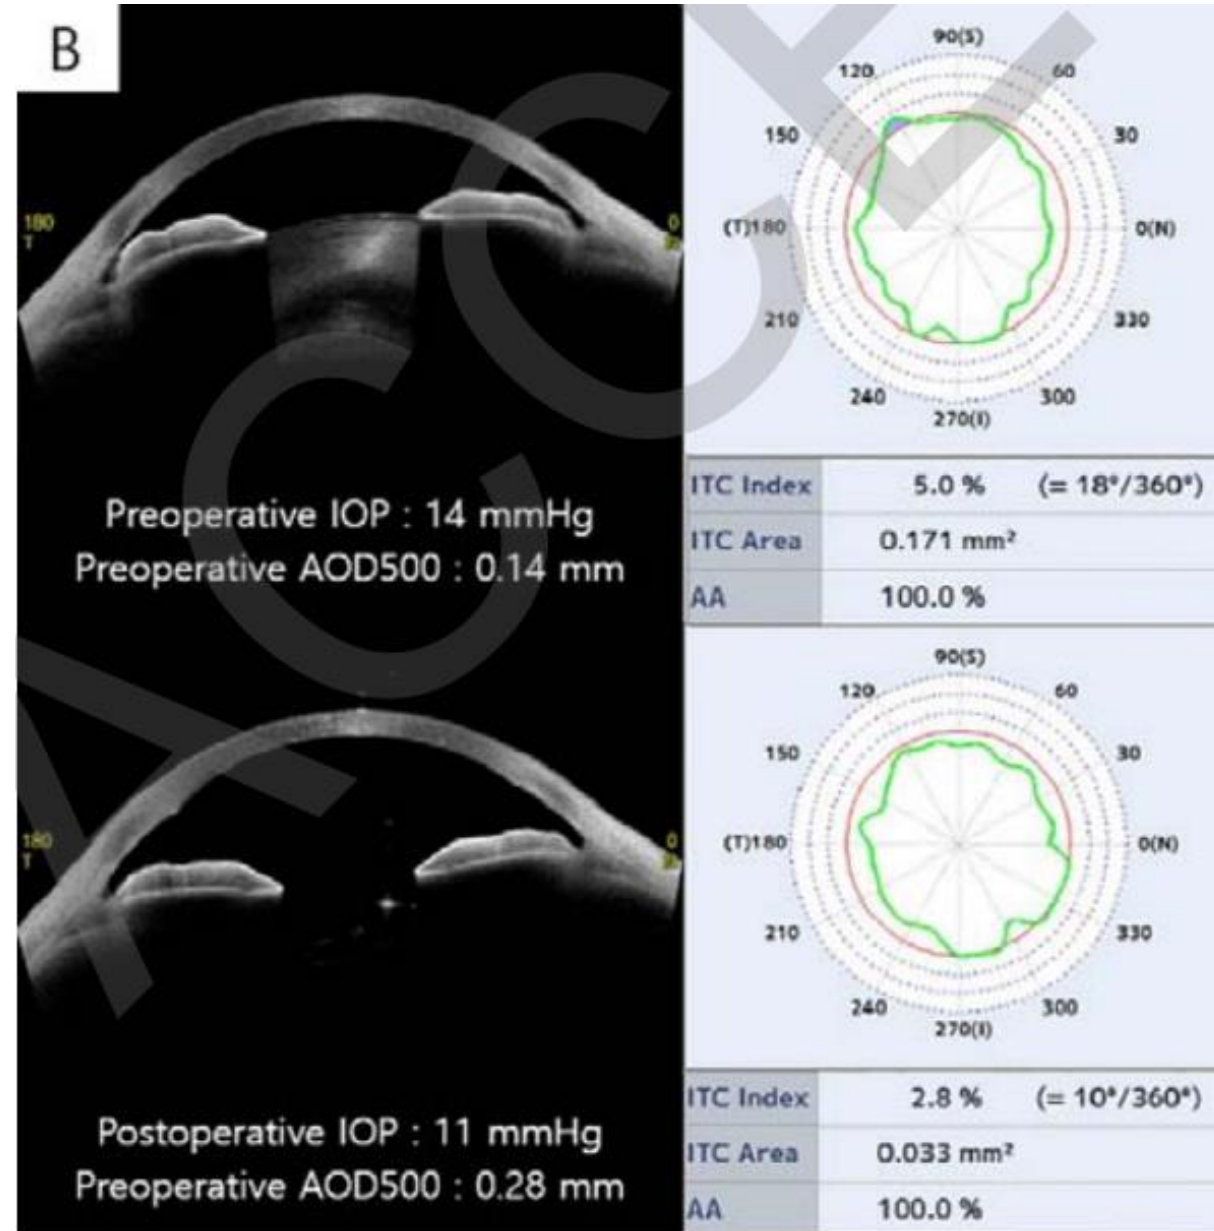 B
180
T
0
Preoperative IOP : 14 mmHg
Preoperative AOD500 : 0.14 mm
90(S)
120
60
150
30
(T)180
0(N)
210
330
240
300
270(I)
ITC Index 5.0 % (= 18°/360°)
ITC Area 0.171 mm²
AA 100.0 %
180
T
0
Postoperative IOP : 11 mmHg
Preoperative AOD500 : 0.28 mm
90(S)
120
60
150
30
(T)180
0(N)
210
330
240
300
270(I)
ITC Index 2.8 % (= 10°/360°)
ITC Area 0.033 mm²
AA 100.0 %